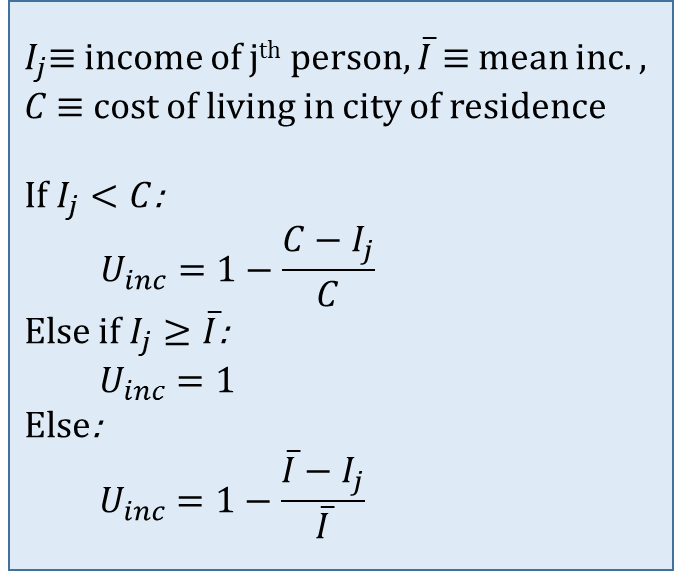 I_j ≡ income of jᵗʰ person, Ī ≡ mean inc. ,
C ≡ cost of living in city of residence
If I_j < C:
U_inc = 1 − (C − I_j) / C
Else if I_j ≥ Ī:
U_inc = 1
Else:
U_inc = 1 − (Ī − I_j) / Ī